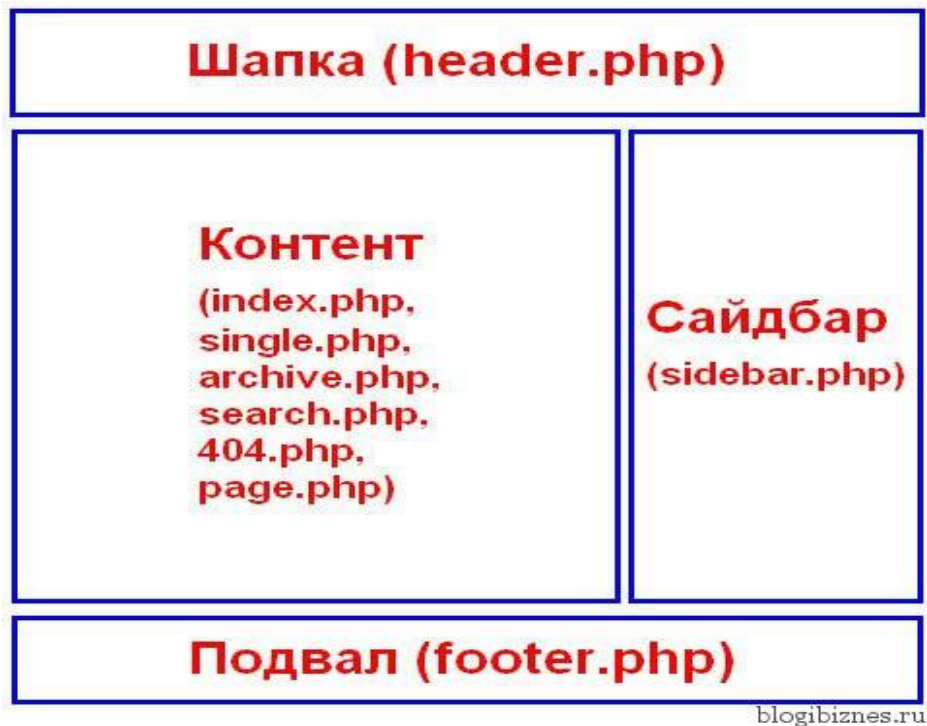 Шапка (header.php)
Контент
(index.php,
single.php,
archive.php,
search.php,
404.php,
page.php)
Сайдбар
(sidebar.php)
Подвал (footer.php)
blogibiznes.ru